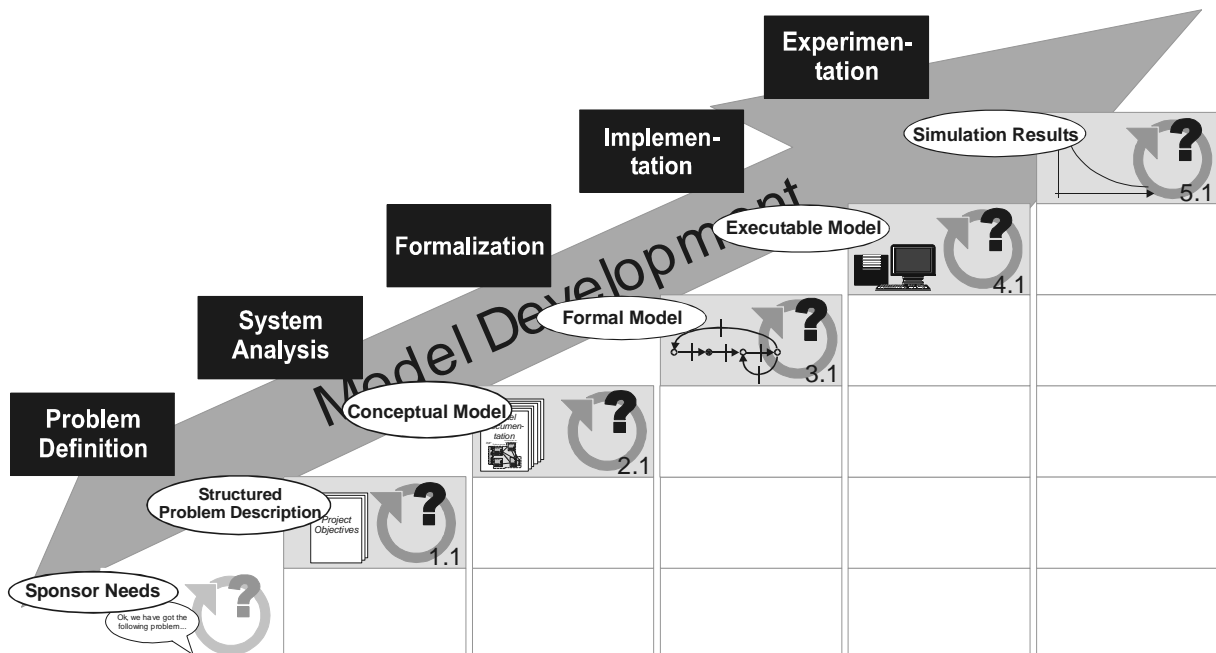 Experimen-
tation
Implemen-
tation
Simulation Results
5.1
Formalization
Executable Model
4.1
System
Analysis
Model Development
Formal Model
3.1
Problem
Definition
Conceptual Model
tation
2.1
Structured
Problem Description
Project
Objectives
1.1
Sponsor Needs
Ok, we have got the
following problem...